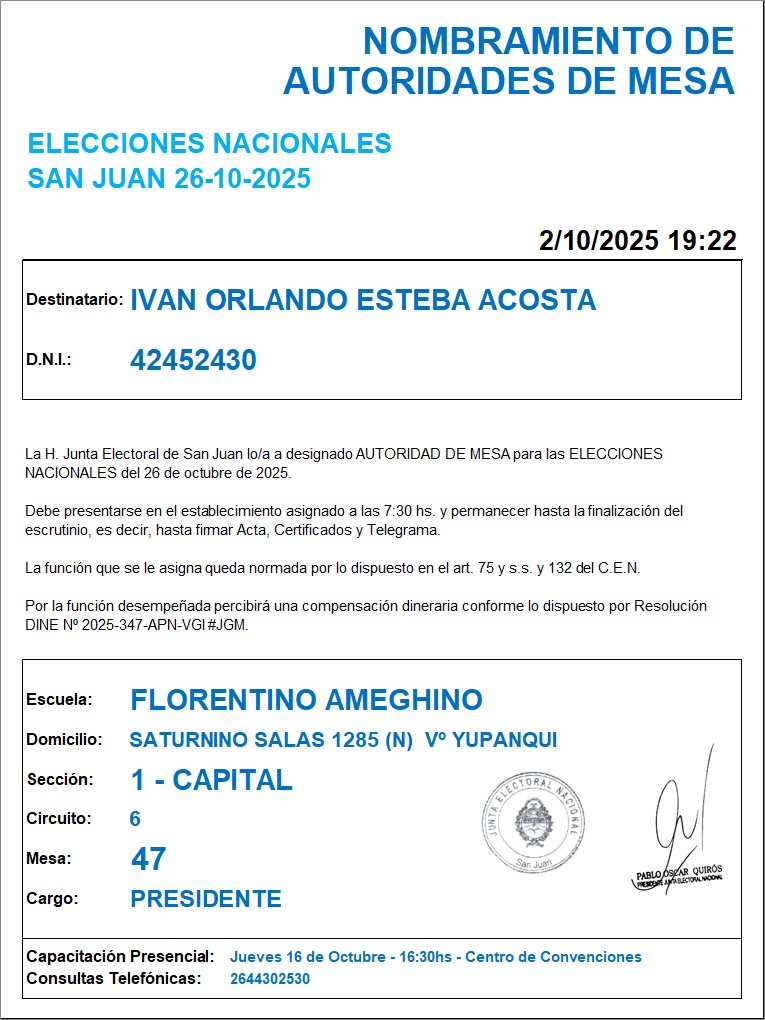 NOMBRAMIENTO DE
AUTORIDADES DE MESA
ELECCIONES NACIONALES
SAN JUAN 26-10-2025
2/10/2025 19:22
Destinatario: IVAN ORLANDO ESTEBA ACOSTA
D.N.I.: 42452430
La H. Junta Electoral de San Juan lo/a a designado AUTORIDAD DE MESA para las ELECCIONES
NACIONALES del 26 de octubre de 2025.
Debe presentarse en el establecimiento asignado a las 7:30 hs. y permanecer hasta la finalización del
escrutinio, es decir, hasta firmar Acta, Certificados y Telegrama.
La función que se le asigna queda normada por lo dispuesto en el art. 75 y s.s. y 132 del C.E.N.
Por la función desempeñada percibirá una compensación dineraria conforme lo dispuesto por Resolución
DINE Nº 2025-347-APN-VGI#JGM.
Escuela: FLORENTINO AMEGHINO
Domicilio: SATURNINO SALAS 1285 (N) Vº YUPANQUI
Sección: 1 - CAPITAL
Circuito: 6
Mesa: 47
Cargo: PRESIDENTE
JUNTA ELECTORAL NACIONAL
San Juan
PABLO OSCAR QUIRÓS
PRESIDENTE JUNTA ELECTORAL NACIONAL
Capacitación Presencial: Jueves 16 de Octubre - 16:30hs - Centro de Convenciones
Consultas Telefónicas: 2644302530